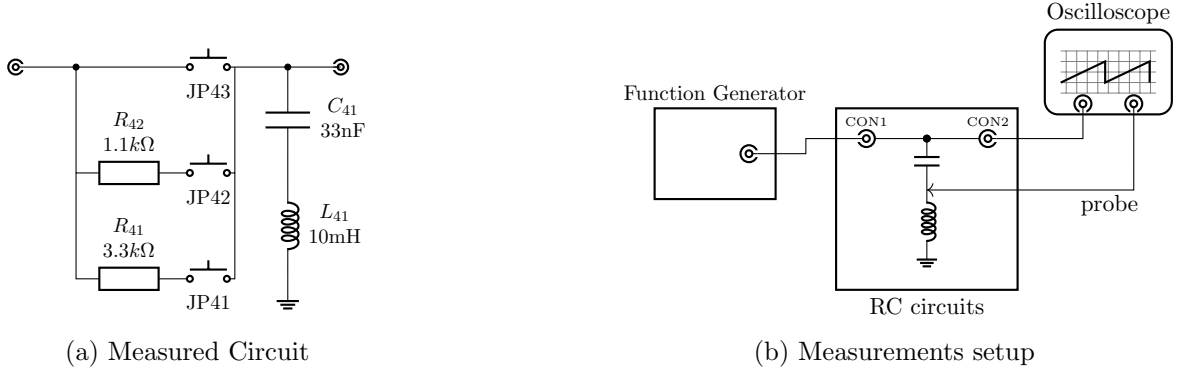 JP43
R42
1.1kΩ
JP42
R41
3.3kΩ
JP41
C41
33nF
L41
10mH
(a) Measured Circuit
Oscilloscope
Function Generator
CON1
CON2
probe
RC circuits
(b) Measurements setup